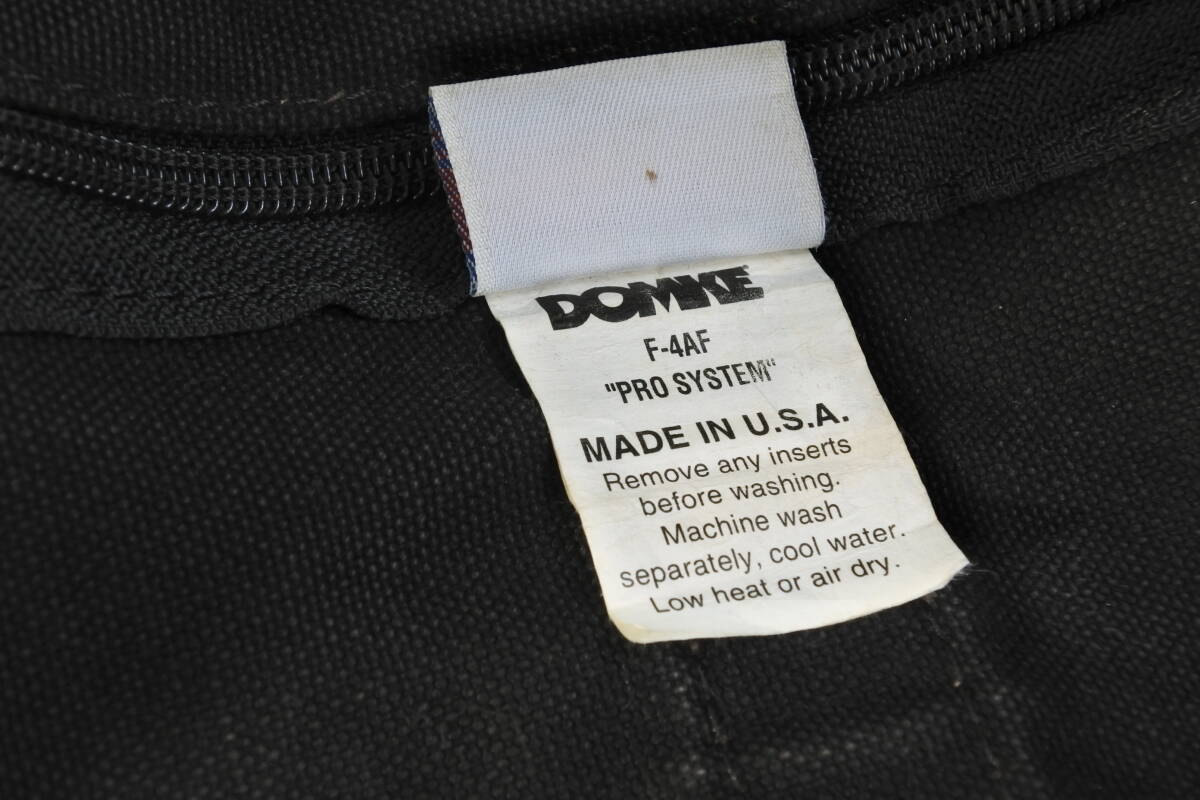 DOMKE
F-4AF
"PRO SYSTEM"
MADE IN U.S.A.
Remove any inserts
before washing.
Machine wash
separately, cool water.
Low heat or air dry.